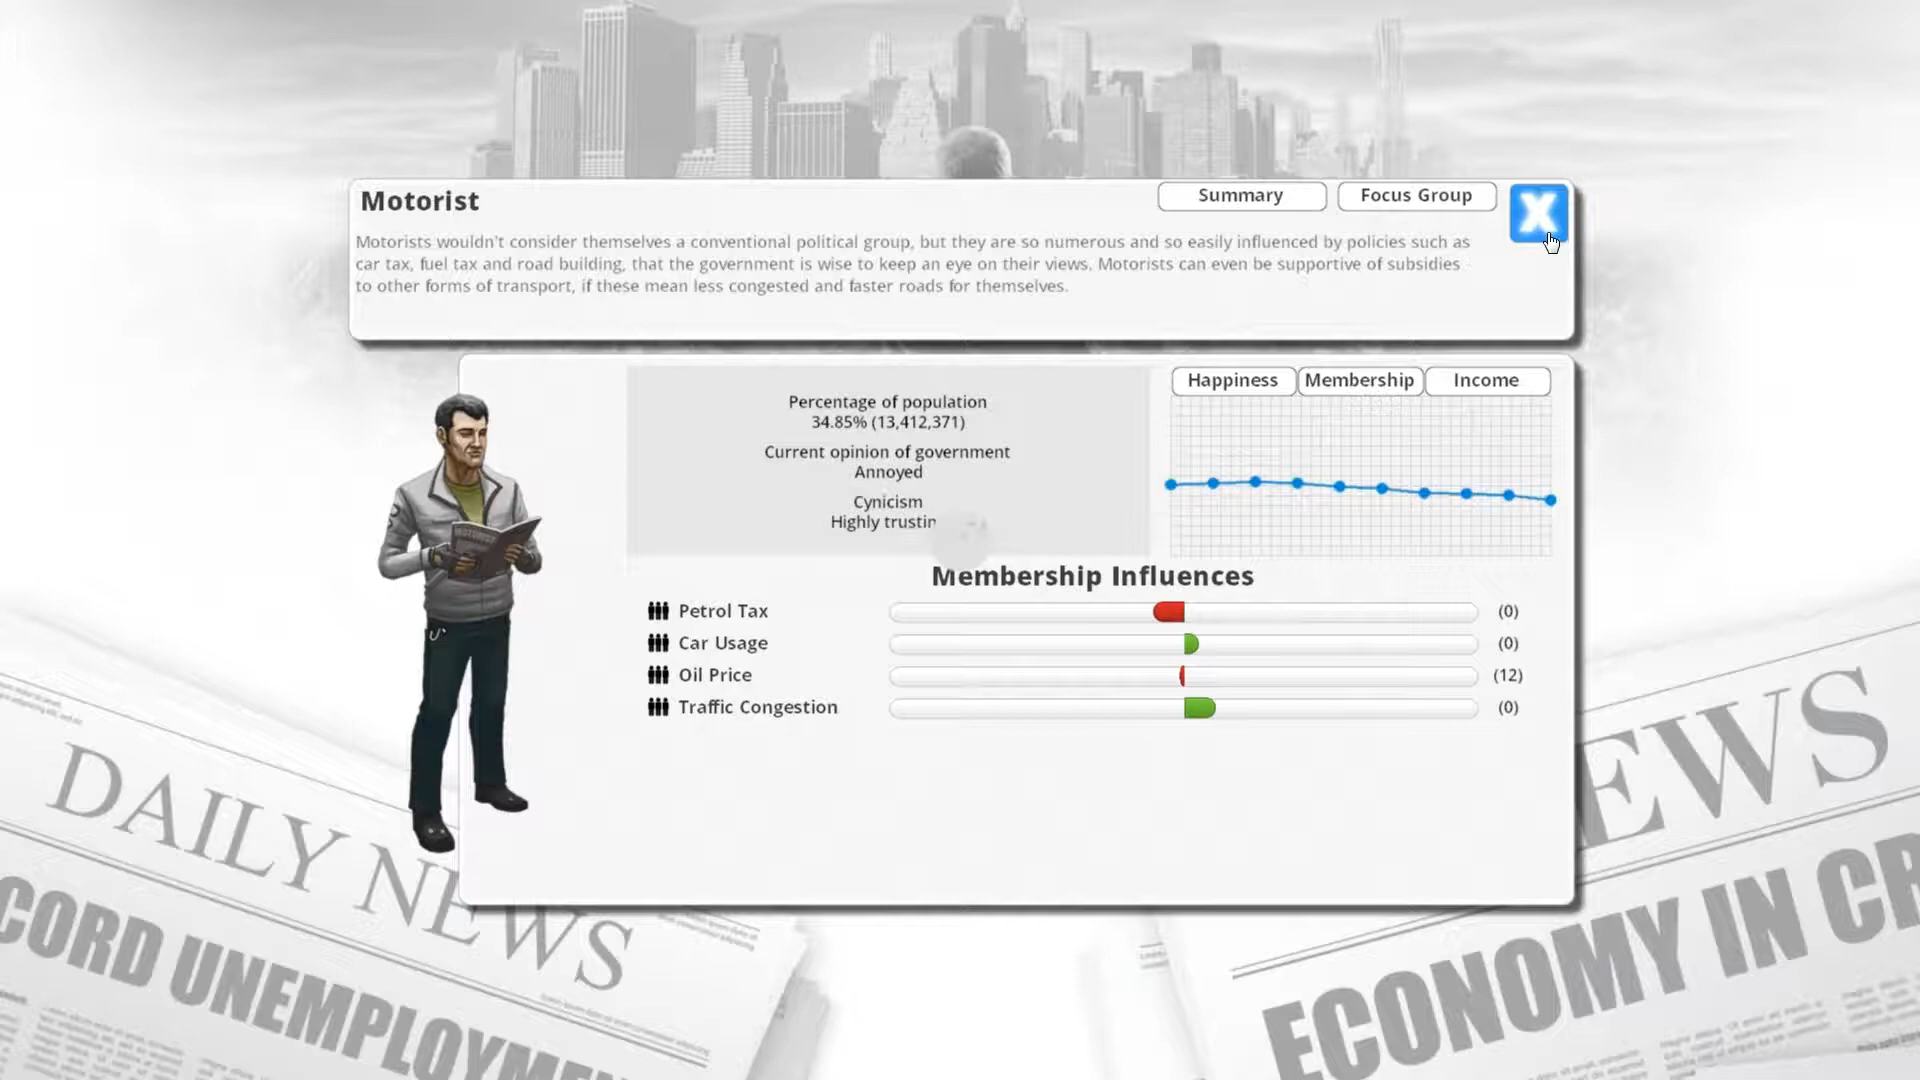 Motorist
Summary
Focus Group
X
Motorists wouldn't consider themselves a conventional political group, but they are so numerous and so easily influenced by policies such as
car tax, fuel tax and road building, that the government is wise to keep an eye on their views. Motorists can even be supportive of subsidies
to other forms of transport, if these mean less congested and faster roads for themselves.
Percentage of population
34.85% (13,412,371)
Current opinion of government
Annoyed
Cynicism
Highly trustin
Happiness
Membership
Income
Membership Influences
Petrol Tax (0)
Car Usage (0)
Oil Price (12)
Traffic Congestion (0)
DAILY NEWS
CORD UNEMPLOYME
EWS
ECONOMY IN CR